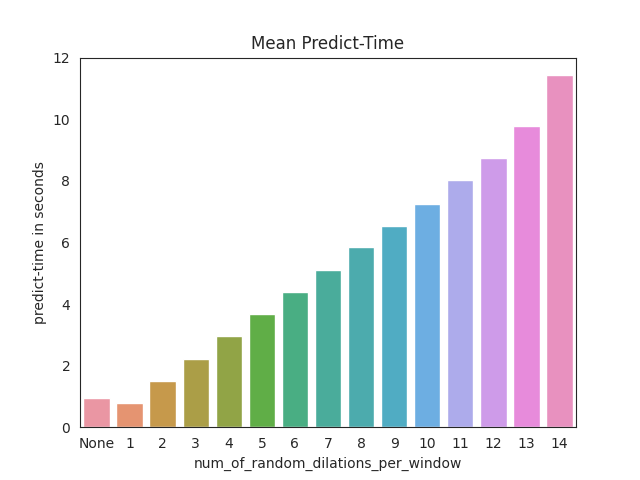 Mean Predict-Time
12
10
8
6
4
2
0
predict-time in seconds
None 1 2 3 4 5 6 7 8 9 10 11 12 13 14
num_of_random_dilations_per_window